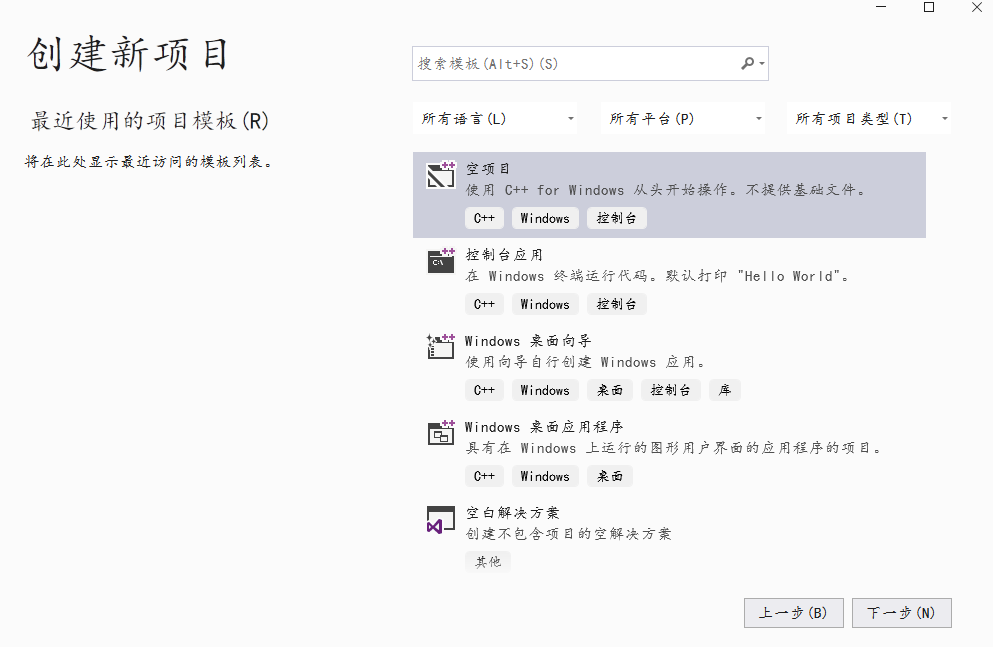 创建新项目
最近使用的项目模板(R)
将在此处显示最近访问的模板列表。
搜索模板(Alt+S)(S)
所有语言(L) 所有平台(P) 所有项目类型(T)
空项目
使用 C++ for Windows 从头开始操作。不提供基础文件。
C++ Windows 控制台
控制台应用
在 Windows 终端运行代码。默认打印 "Hello World"。
C++ Windows 控制台
Windows 桌面向导
使用向导自行创建 Windows 应用。
C++ Windows 桌面 控制台 库
Windows 桌面应用程序
具有在 Windows 上运行的图形用户界面的应用程序的项目。
C++ Windows 桌面
空白解决方案
创建不包含项目的空解决方案
其他
上一步(B) 下一步(N)